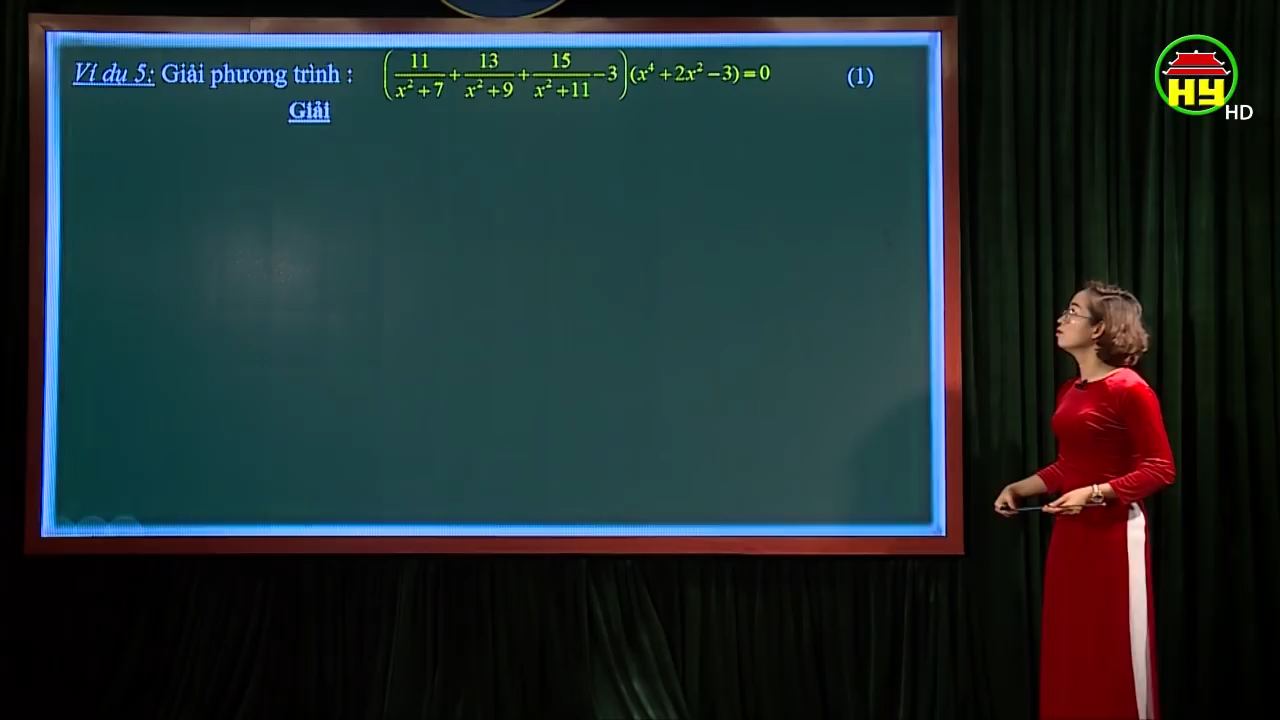 Ví dụ 5: Giải phương trình : (11/(x² + 7) + 13/(x² + 9) + 15/(x² + 11) − 3)(x⁴ + 2x² − 3) = 0 (1)
Giải
HY
HD